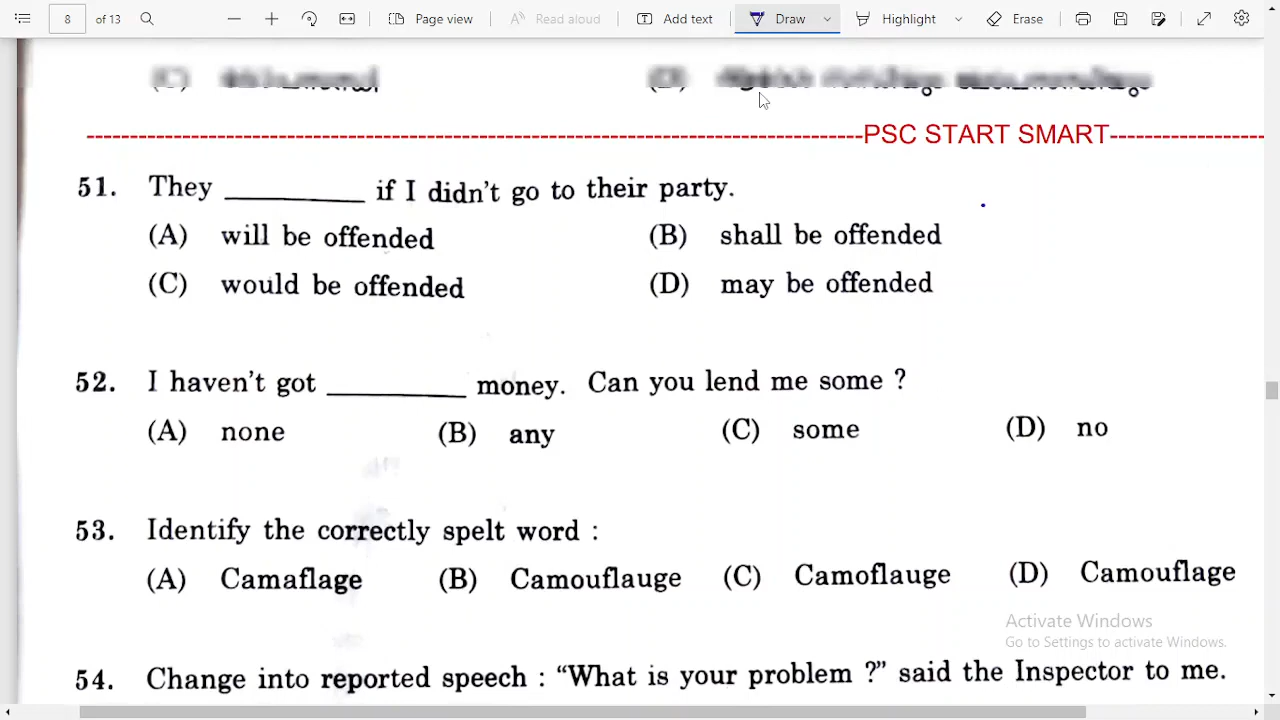 8 of 13 Page view Read aloud Add text Draw Highlight Erase
--------------------PSC START SMART--------------------
51. They __________ if I didn't go to their party.
(A) will be offended (B) shall be offended
(C) would be offended (D) may be offended
52. I haven't got __________ money. Can you lend me some ?
(A) none (B) any (C) some (D) no
53. Identify the correctly spelt word :
(A) Camaflage (B) Camouflauge (C) Camoflauge (D) Camouflage
Activate Windows
Go to Settings to activate Windows.
54. Change into reported speech : “What is your problem ?” said the Inspector to me.